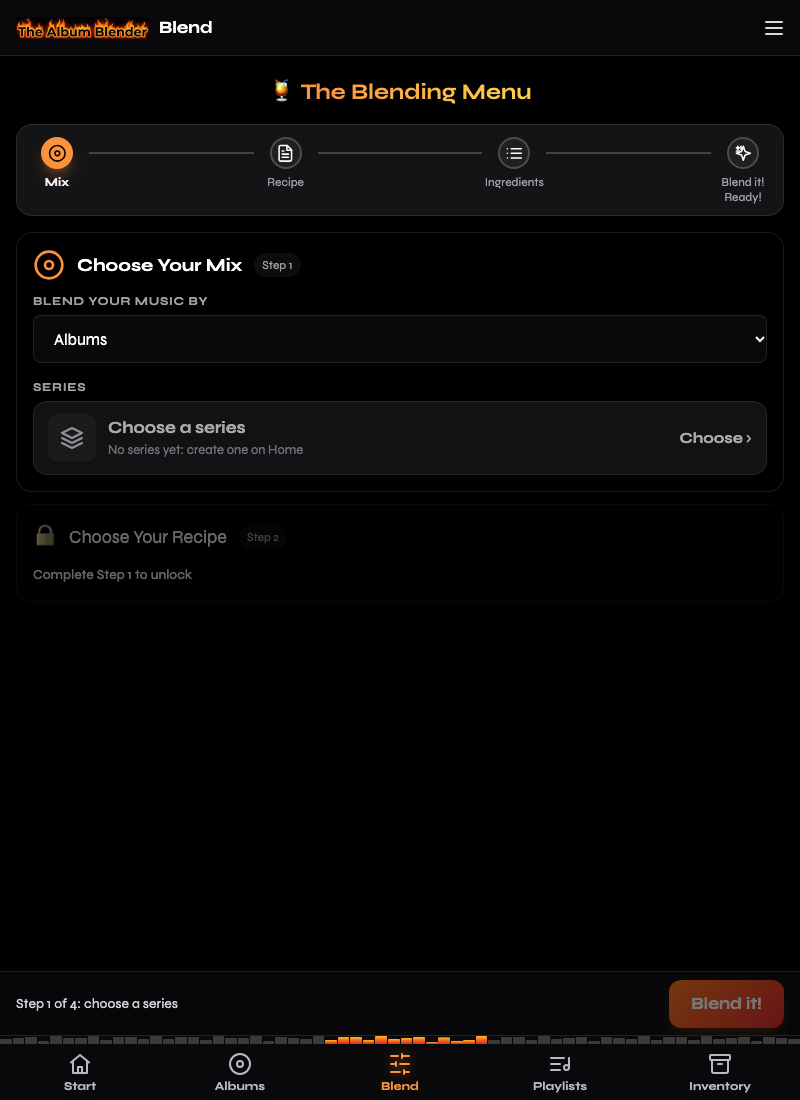 The Album Blender Blend
The Blending Menu
Mix
Recipe
Ingredients
Blend it!
Ready!
Choose Your Mix Step 1
BLEND YOUR MUSIC BY
Albums
SERIES
Choose a series
No series yet: create one on Home
Choose ›
Choose Your Recipe Step 2
Complete Step 1 to unlock
Step 1 of 4: choose a series
Blend it!
Start
Albums
Blend
Playlists
Inventory